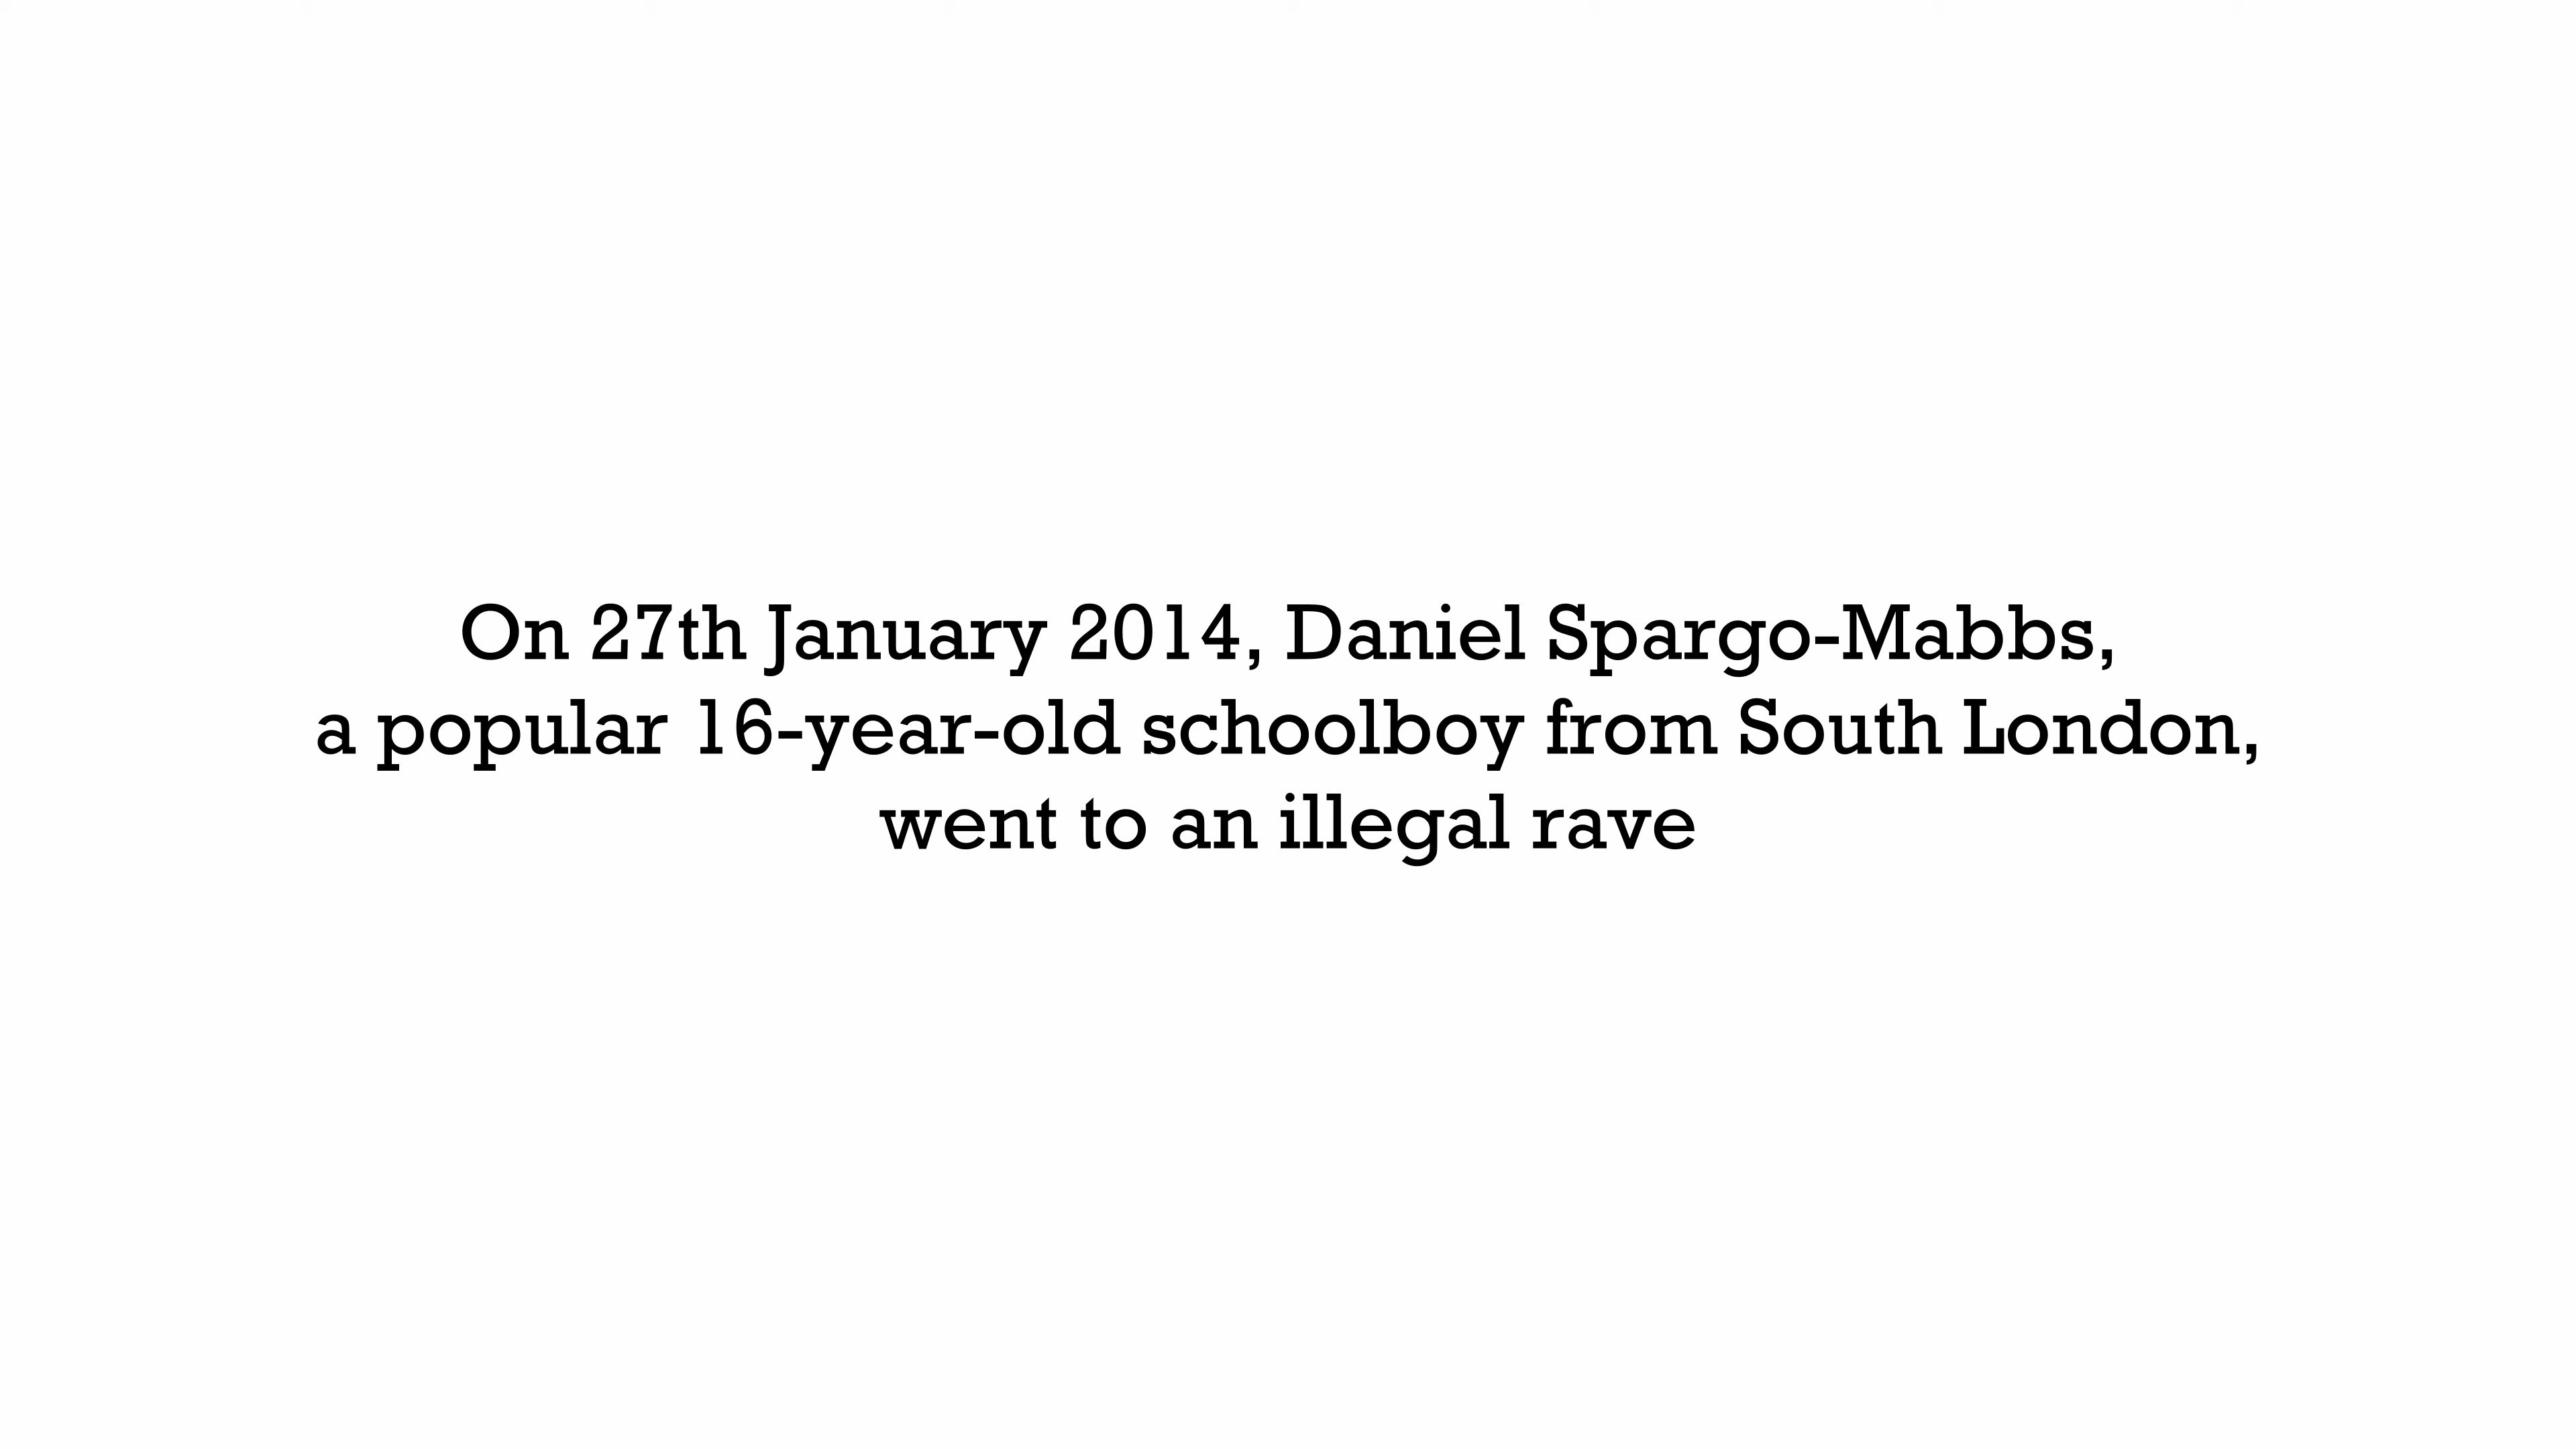 On 27th January 2014, Daniel Spargo-Mabbs,
a popular 16-year-old schoolboy from South London,
went to an illegal rave